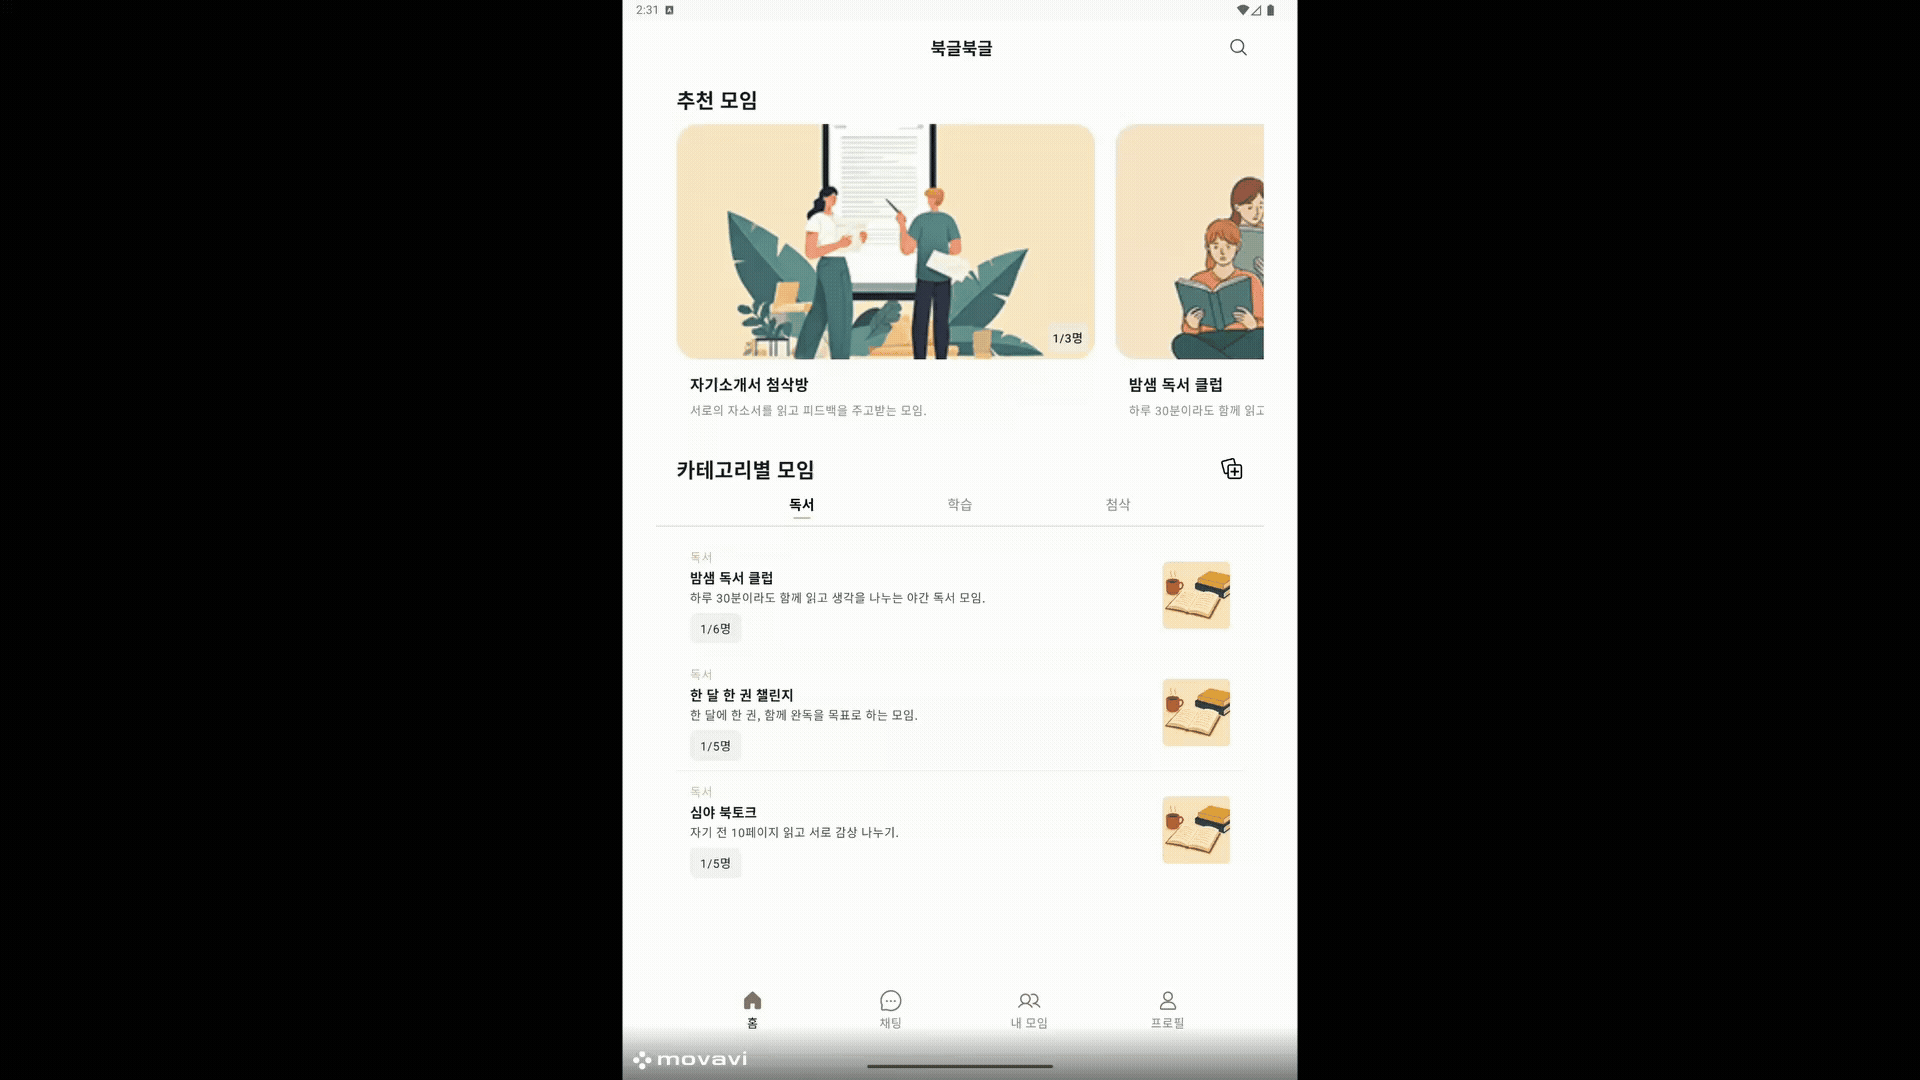 2:31
북글북글
추천 모임
1/3명
자기소개서 첨삭방
서로의 자소서를 읽고 피드백을 주고받는 모임.
밤샘 독서 클럽
하루 30분이라도 함께 읽고
카테고리별 모임
독서
학습
첨삭
독서
밤샘 독서 클럽
하루 30분이라도 함께 읽고 생각을 나누는 야간 독서 모임.
1/6명
독서
한 달 한 권 챌린지
한 달에 한 권, 함께 완독을 목표로 하는 모임.
1/5명
독서
심야 북토크
자기 전 10페이지 읽고 서로 감상 나누기.
1/5명
홈
채팅
내 모임
프로필
movavi